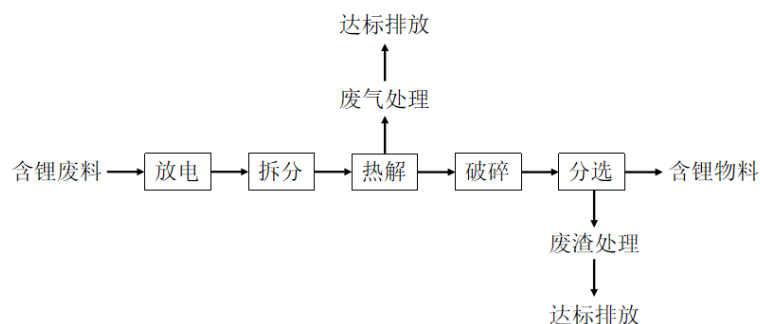 达标排放
废气处理
含锂废料 放电 拆分 热解 破碎 分选 含锂物料
废渣处理
达标排放